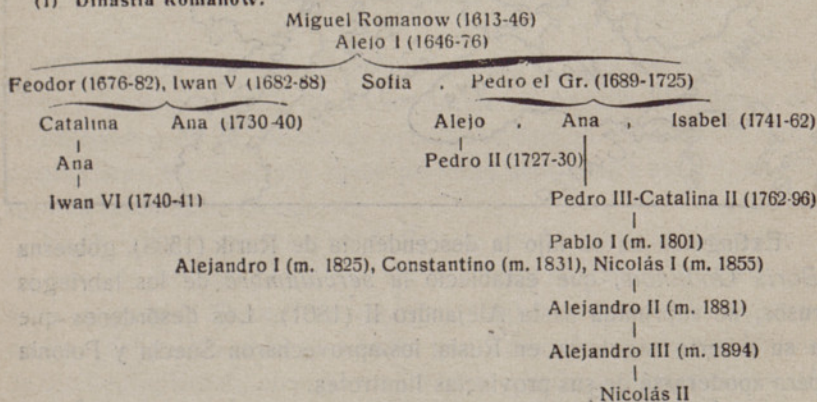 (1) Dinastía Romanow.
Miguel Romanow (1613-46)
Alejo I (1646-76)
Feodor (1676-82), Iwan V (1682-88) Sofia . Pedro el Gr. (1689-1725)
Catalina Ana (1730-40) Alejo . Ana , Isabel (1741-62)
Ana Pedro II (1727-30)
Iwan VI (1740-41) Pedro III-Catalina II (1762-96)
Pablo I (m. 1801)
Alejandro I (m. 1825), Constantino (m. 1831), Nicolás I (m. 1855)
Alejandro II (m. 1881)
Alejandro III (m. 1894)
Nicolás II